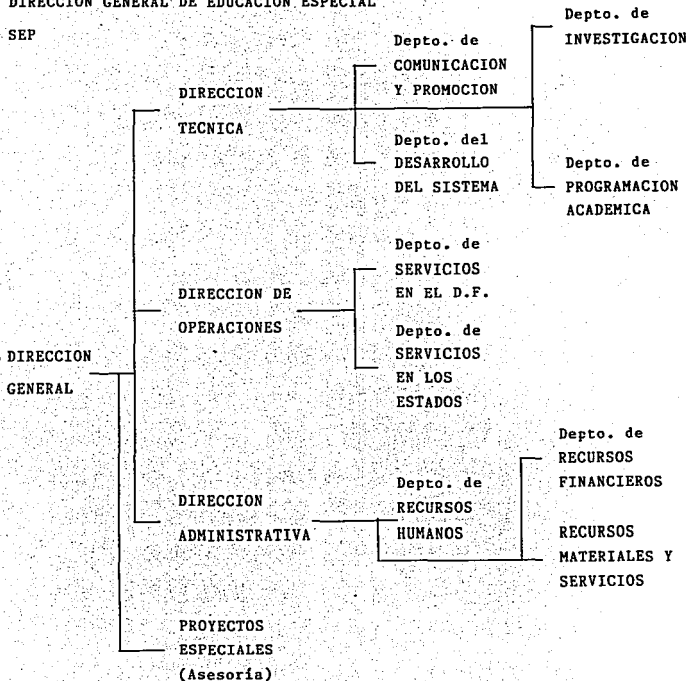 DIRECCION GENERAL DE EDUCACION ESPECIAL
SEP
DIRECCION
GENERAL
DIRECCION
TECNICA
Depto. de
COMUNICACION
Y PROMOCION
Depto. del
DESARROLLO
DEL SISTEMA
Depto. de
INVESTIGACION
Depto. de
PROGRAMACION
ACADEMICA
DIRECCION DE
OPERACIONES
Depto. de
SERVICIOS
EN EL D.F.
Depto. de
SERVICIOS
EN LOS
ESTADOS
DIRECCION
ADMINISTRATIVA
Depto. de
RECURSOS
HUMANOS
Depto. de
RECURSOS
FINANCIEROS
RECURSOS
MATERIALES Y
SERVICIOS
PROYECTOS
ESPECIALES
(Asesoría)